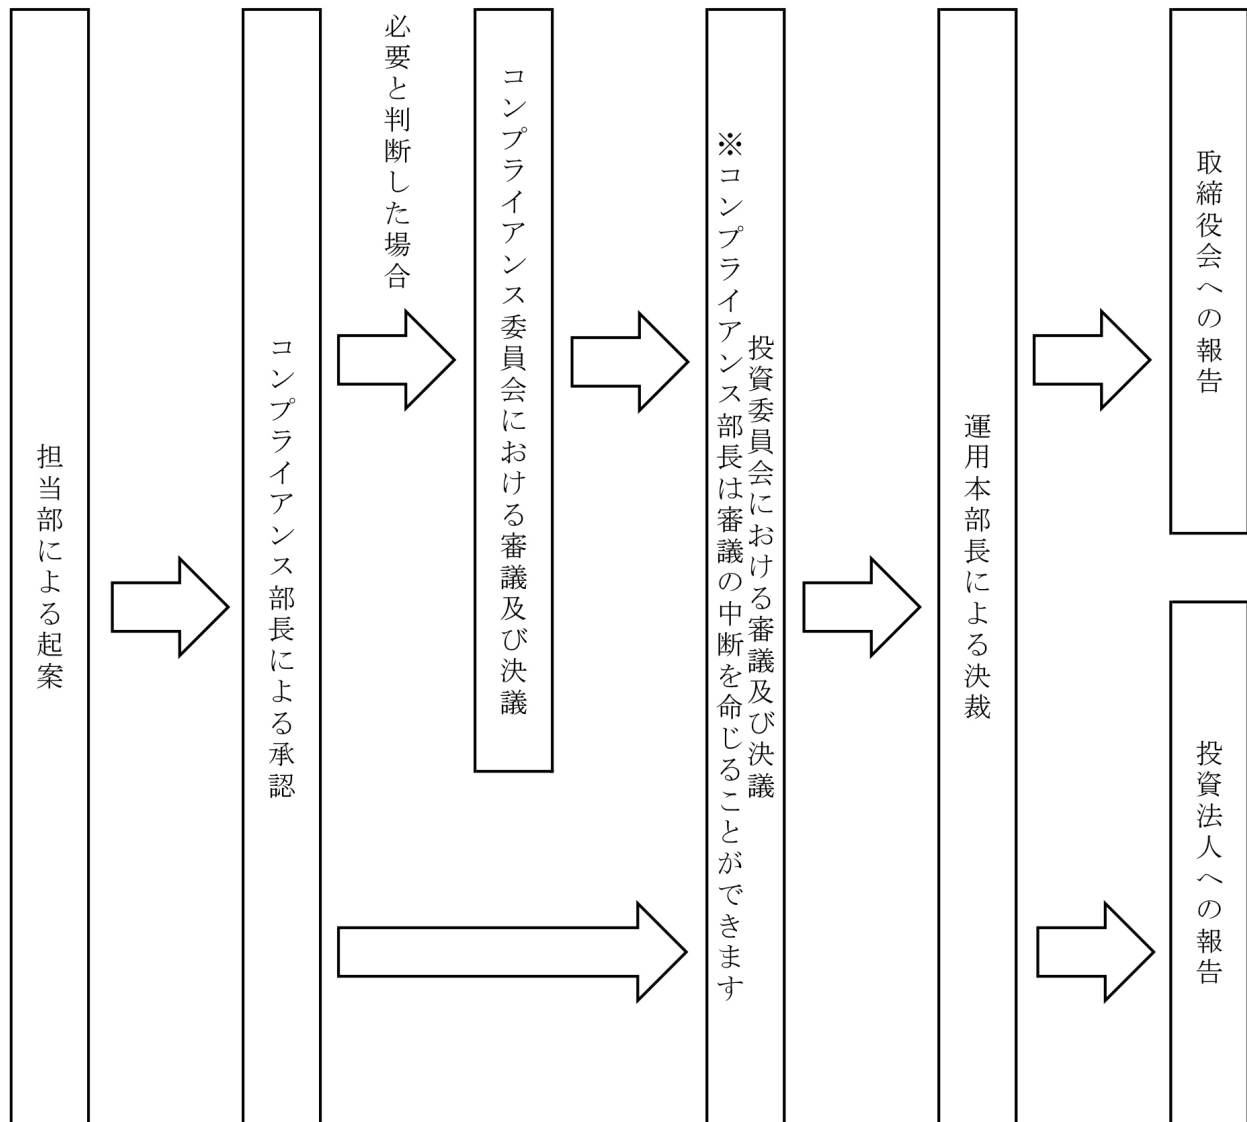 担当部による起案
コンプライアンス部長による承認
必要と判断した場合
コンプライアンス委員会における審議及び決議
投資委員会における審議及び決議
※コンプライアンス部長は審議の中断を命じることができます
運用本部長による決裁
取締役会への報告
投資法人への報告